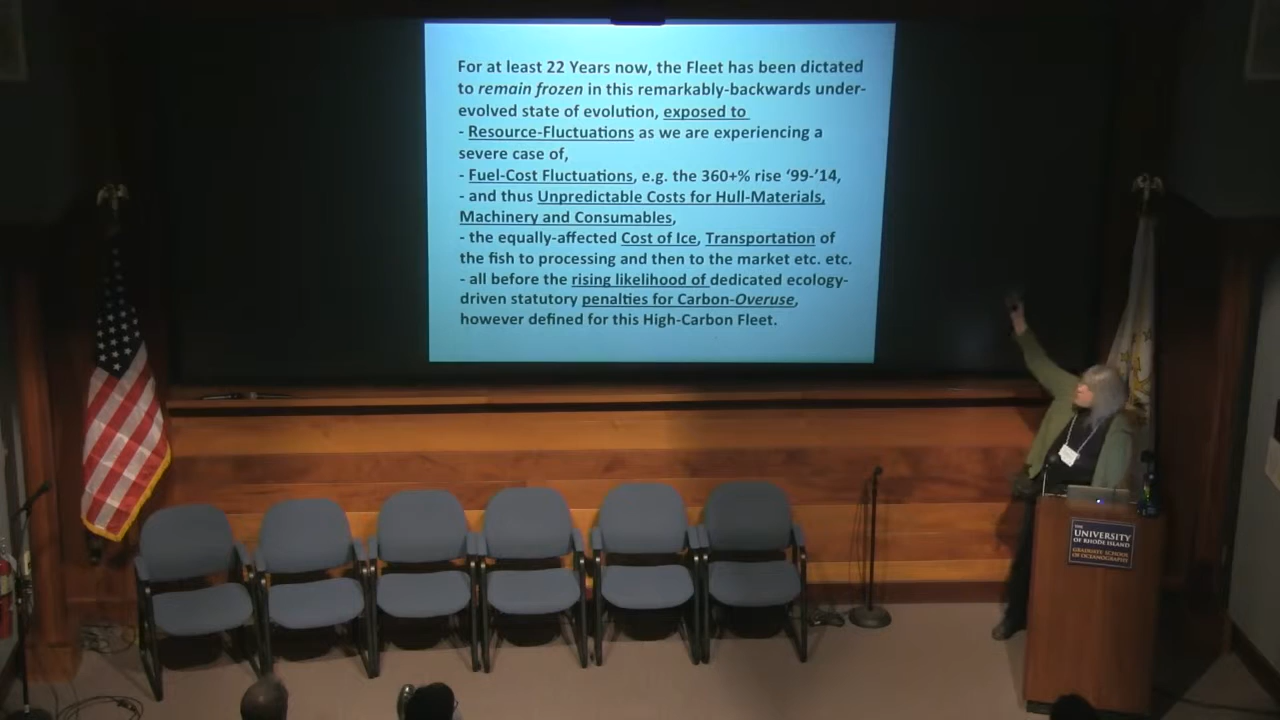 For at least 22 Years now, the Fleet has been dictated
to remain frozen in this remarkably-backwards under-
evolved state of evolution, exposed to
- Resource-Fluctuations as we are experiencing a
severe case of,
- Fuel-Cost Fluctuations, e.g. the 360+% rise ‘99-’14,
- and thus Unpredictable Costs for Hull-Materials,
Machinery and Consumables,
- the equally-affected Cost of Ice, Transportation of
the fish to processing and then to the market etc. etc.
- all before the rising likelihood of dedicated ecology-
driven statutory penalties for Carbon-Overuse,
however defined for this High-Carbon Fleet.
THE
UNIVERSITY
OF RHODE ISLAND
GRADUATE SCHOOL
OF OCEANOGRAPHY